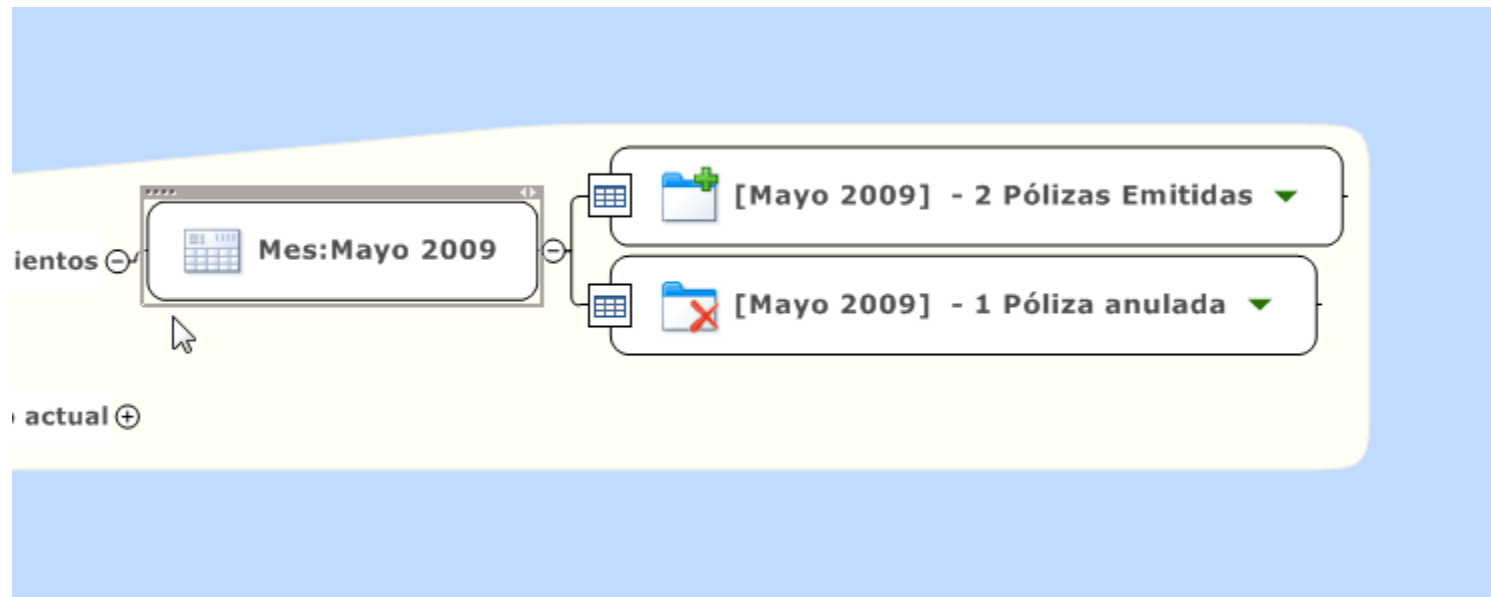 ientos
Mes:Mayo 2009
[Mayo 2009] - 2 Pólizas Emitidas
[Mayo 2009] - 1 Póliza anulada
actual